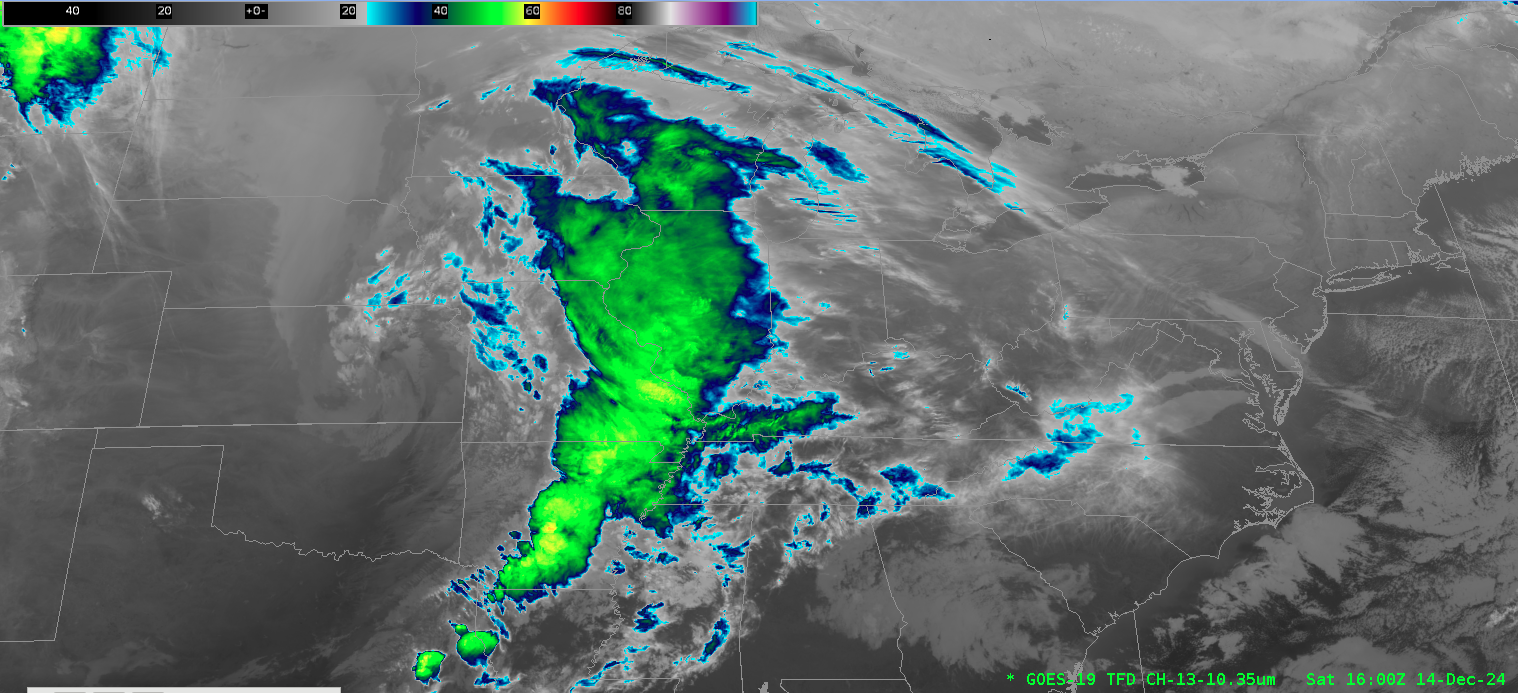 40 20 +0- 20 40 60 80
* GOES-19 TFD CH-13-10.35um Sat 16:00Z 14-Dec-24